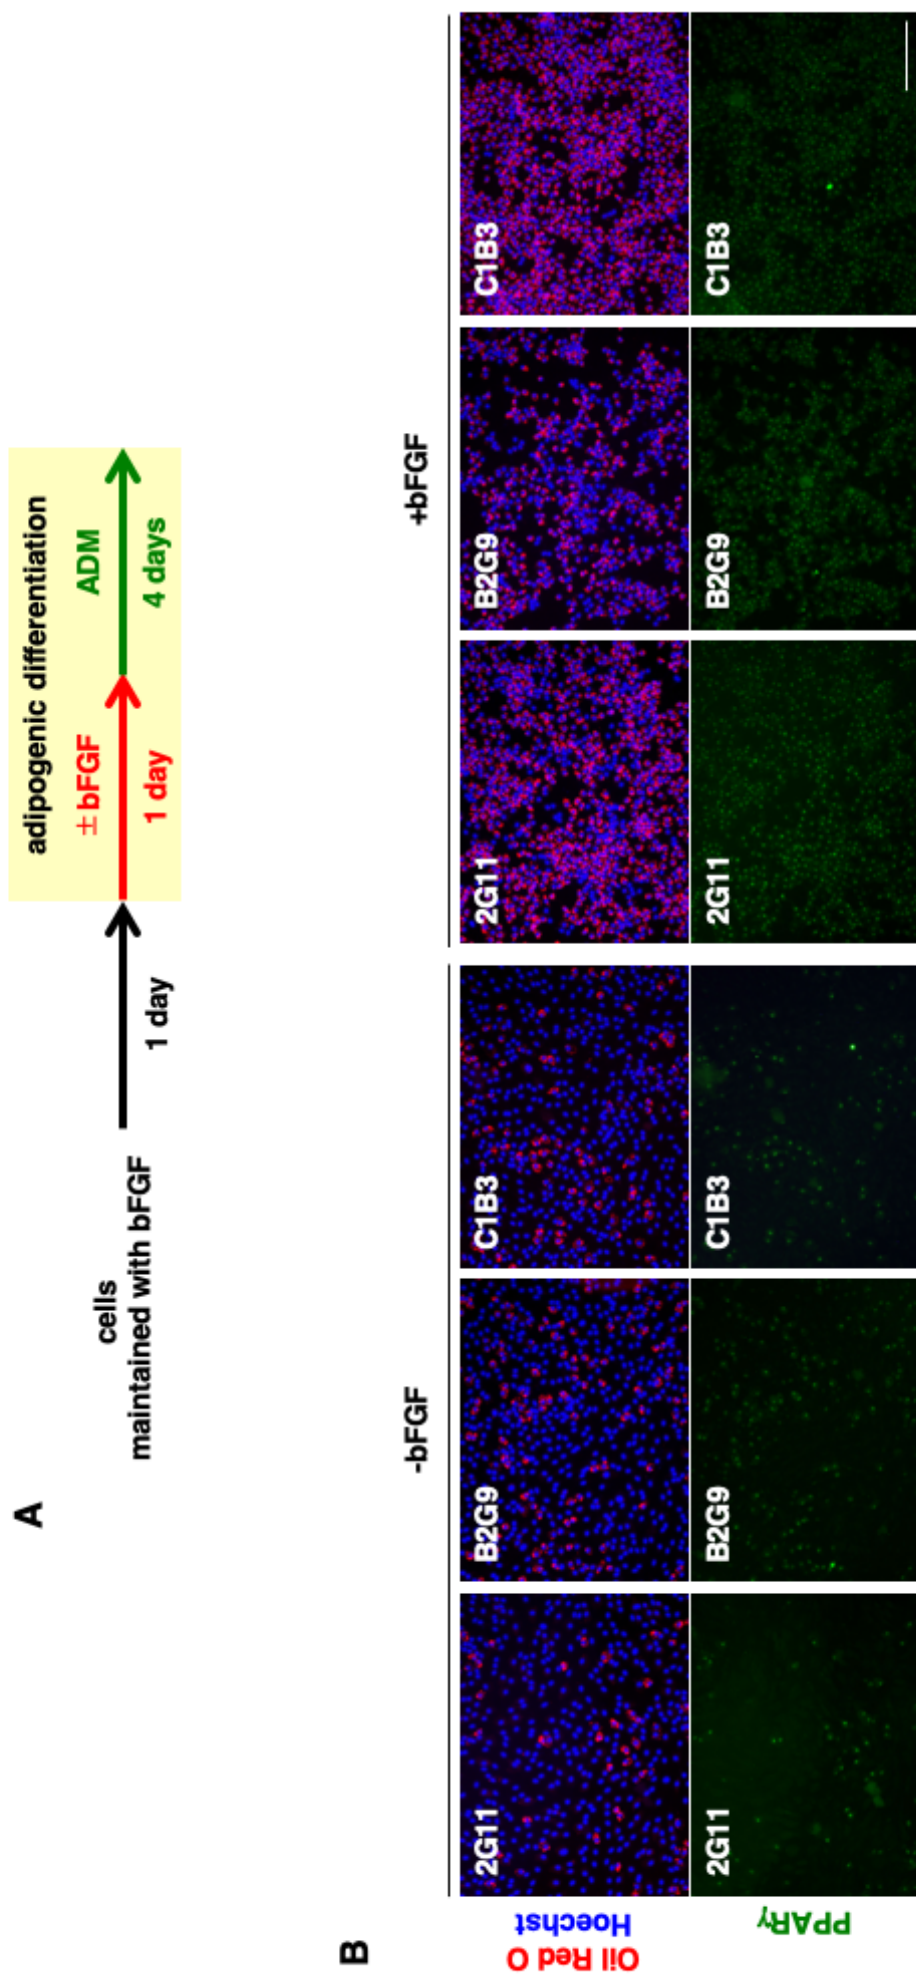 A
cells
maintained with bFGF
1 day
adipogenic differentiation
±bFGF
ADM
1 day
4 days
B
-bFGF
+bFGF
Oil Red O
Hoechst
2G11
B2G9
C1B3
2G11
B2G9
C1B3
PPARγ
2G11
B2G9
C1B3
2G11
B2G9
C1B3